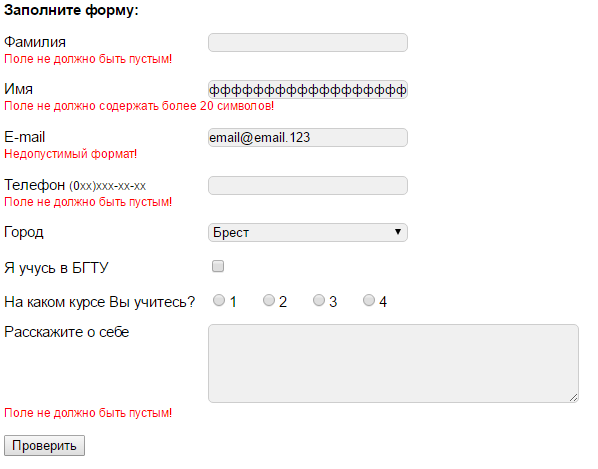 Заполните форму:
Фамилия
Поле не должно быть пустым!
Имя фффффффффффффффффф
Поле не должно содержать более 20 символов!
E-mail email@email.123
Недопустимый формат!
Телефон (0xx)xxx-xx-xx
Поле не должно быть пустым!
Город Брест
Я учусь в БГТУ
На каком курсе Вы учитесь? 1 2 3 4
Расскажите о себе
Поле не должно быть пустым!
Проверить